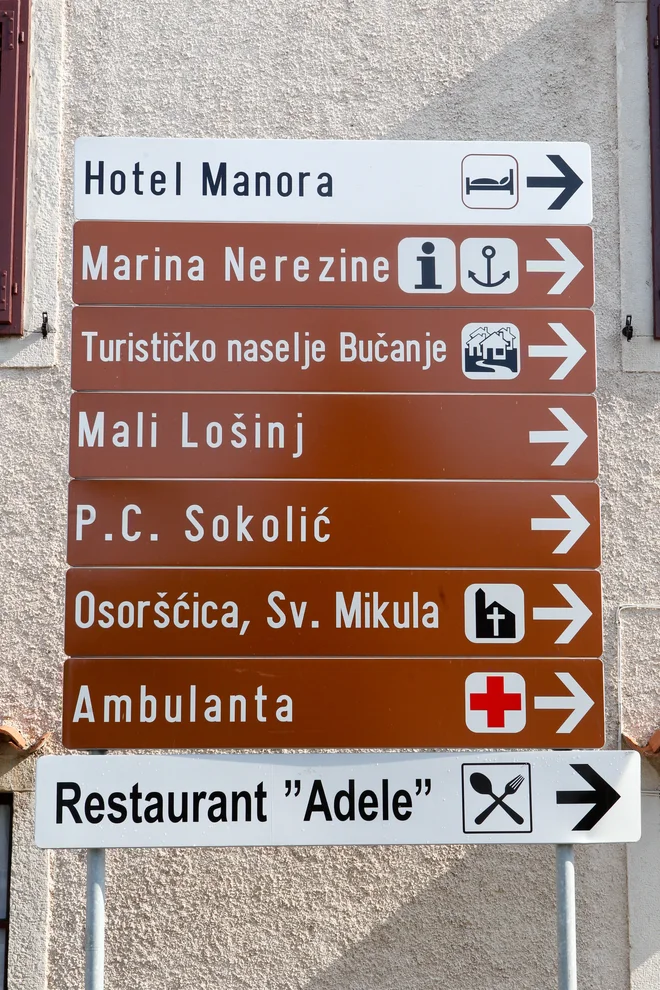 Hotel Manora
Marina Nerezine
Turističko naselje Bučanje
Mali Lošinj
P.C. Sokolić
Osoršćica, Sv. Mikula
Ambulanta
Restaurant ”Adele”